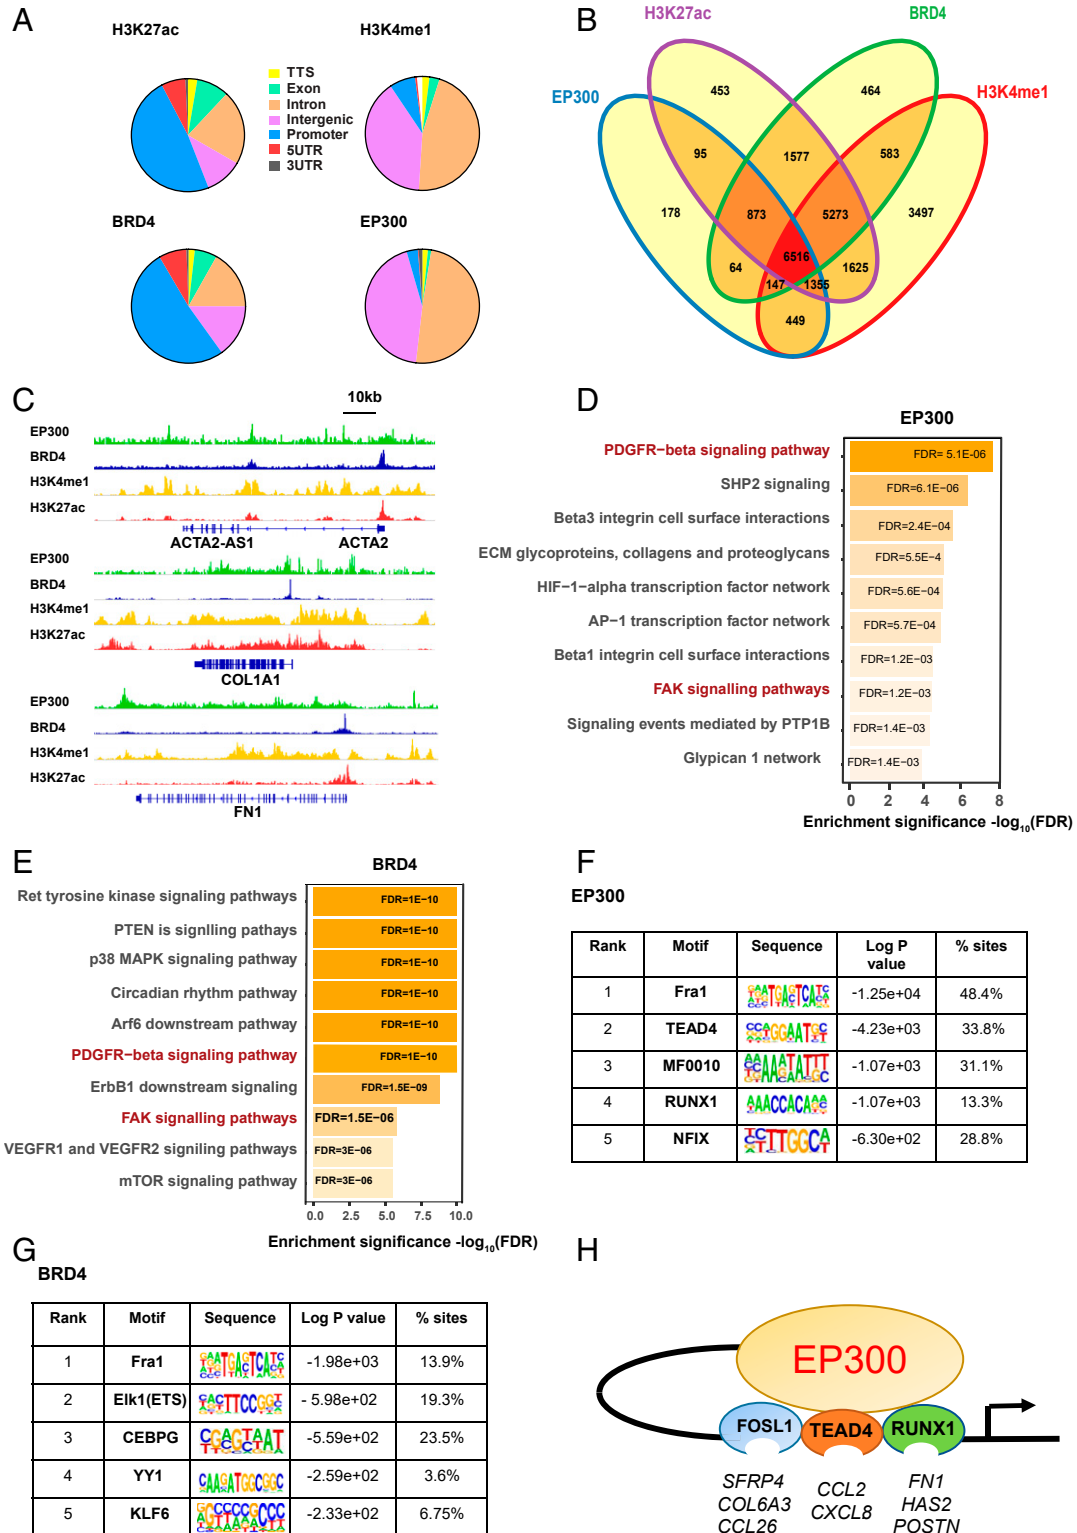 A
H3K27ac
H3K4me1
TTS
Exon
Intron
Intergenic
Promoter
5UTR
3UTR
BRD4
EP300
B
H3K27ac
BRD4
EP300
H3K4me1
453
464
95
1577
583
178
873
5273
3497
6516
64
1625
147
1355
449
C
10kb
EP300
BRD4
H3K4me1
H3K27ac
ACTA2-AS1
ACTA2
EP300
BRD4
H3K4me1
H3K27ac
COL1A1
EP300
BRD4
H3K4me1
H3K27ac
FN1
D
EP300
PDGFR−beta signaling pathway FDR= 5.1E-06
SHP2 signaling FDR=6.1E−06
Beta3 integrin cell surface interactions FDR=2.4E−04
ECM glycoproteins, collagens and proteoglycans FDR=5.5E-4
HIF−1−alpha transcription factor network FDR=5.6E−04
AP−1 transcription factor network FDR=5.7E−04
Beta1 integrin cell surface interactions FDR=1.2E−03
FAK signalling pathways FDR=1.2E−03
Signaling events mediated by PTP1B FDR=1.4E−03
Glypican 1 network FDR=1.4E−03
0 2 4 6 8
Enrichment significance -log10(FDR)
E
BRD4
Ret tyrosine kinase signaling pathways FDR=1E−10
PTEN is signlling pathays FDR=1E−10
p38 MAPK signaling pathway FDR=1E−10
Circadian rhythm pathway FDR=1E−10
Arf6 downstream pathway FDR=1E−10
PDGFR−beta signaling pathway FDR=1E−10
ErbB1 downstream signaling FDR=1.5E−09
FAK signalling pathways FDR=1.5E−06
VEGFR1 and VEGFR2 signiling pathways FDR=3E−06
mTOR signaling pathway FDR=3E−06
0.0 2.5 5.0 7.5 10.0
Enrichment significance -log10(FDR)
F
EP300
Rank Motif Sequence Log P value % sites
1 Fra1 -1.25e+04 48.4%
2 TEAD4 -4.23e+03 33.8%
3 MF0010 -1.07e+03 31.1%
4 RUNX1 -1.07e+03 13.3%
5 NFIX -6.30e+02 28.8%
G
BRD4
Rank Motif Sequence Log P value % sites
1 Fra1 -1.98e+03 13.9%
2 Elk1(ETS) - 5.98e+02 19.3%
3 CEBPG -5.59e+02 23.5%
4 YY1 -2.59e+02 3.6%
5 KLF6 -2.33e+02 6.75%
H
EP300
FOSL1 TEAD4 RUNX1
SFRP4
COL6A3
CCL26
CCL2
CXCL8
FN1
HAS2
POSTN